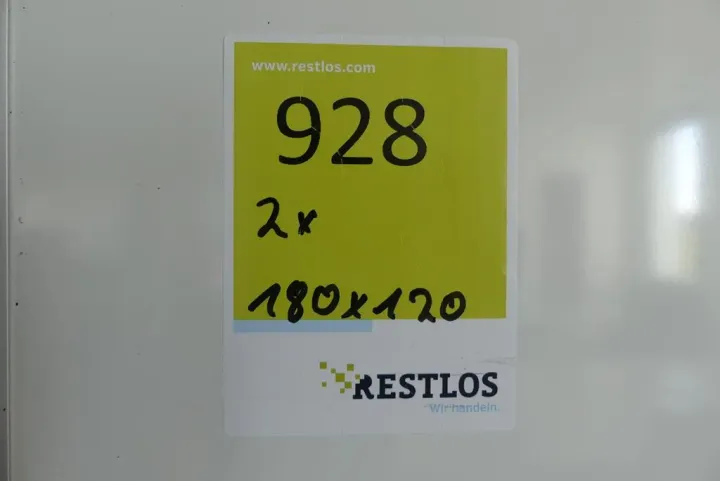 www.restlos.com
928
2x
180x120
RESTLOS
Wir handeln.